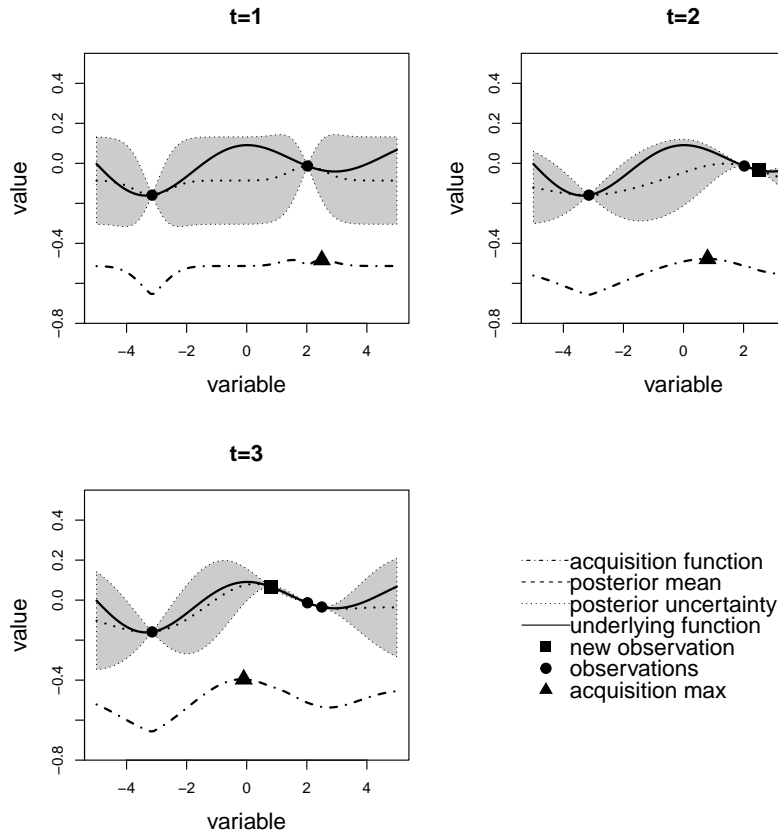 t=1
t=2
value
0.4
0.2
0.0
−0.4
−0.8
−4
−2
0
2
4
variable
value
0.4
0.2
0.0
−0.4
−0.8
−4
−2
0
2
variable
t=3
value
0.4
0.2
0.0
−0.4
−0.8
−4
−2
0
2
4
variable
acquisition function
posterior mean
posterior uncertainty
underlying function
new observation
observations
acquisition max